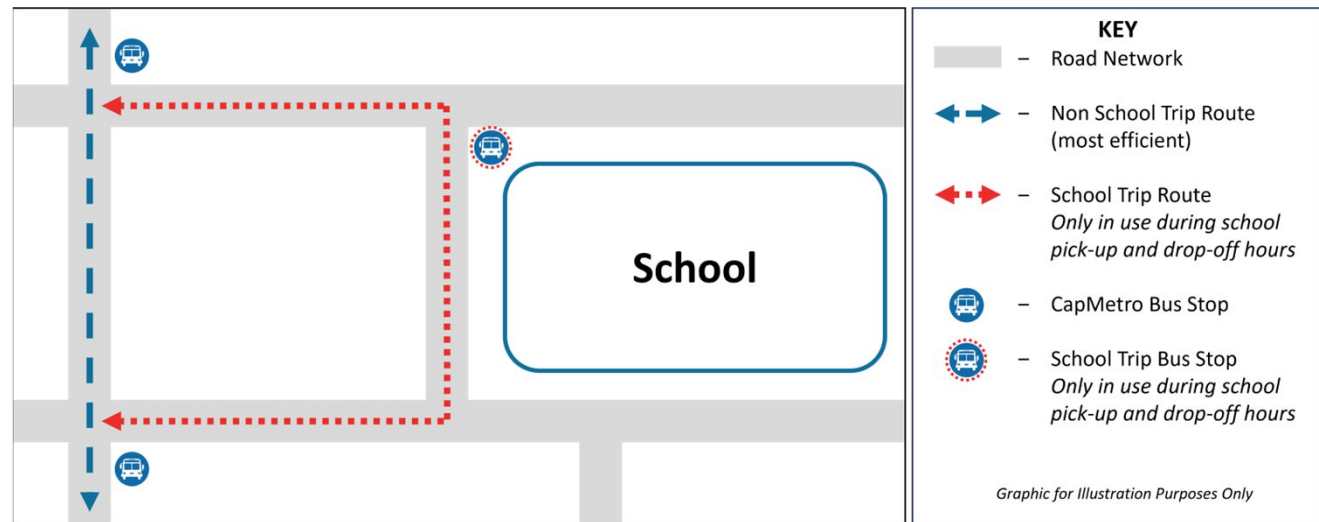 School
KEY
– Road Network
– Non School Trip Route
(most efficient)
– School Trip Route
Only in use during school
pick-up and drop-off hours
– CapMetro Bus Stop
– School Trip Bus Stop
Only in use during school
pick-up and drop-off hours
Graphic for Illustration Purposes Only